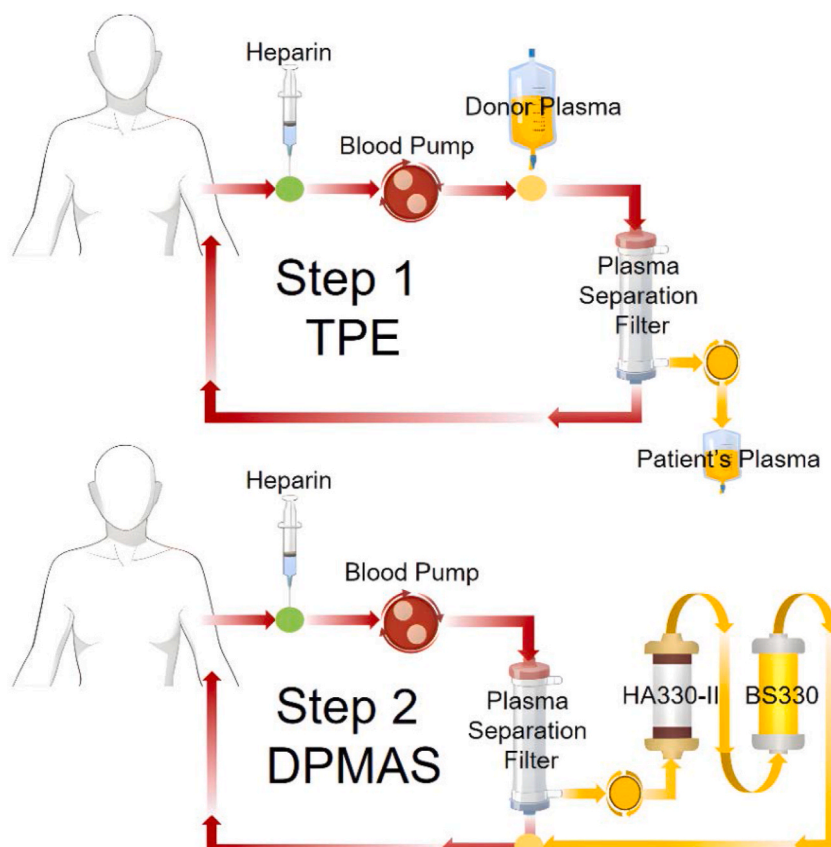 Heparin
Donor Plasma
Blood Pump
Step 1
TPE
Plasma
Separation
Filter
Patient's Plasma
Heparin
Blood Pump
Step 2
DPMAS
Plasma
Separation
Filter
HA330-II
BS330